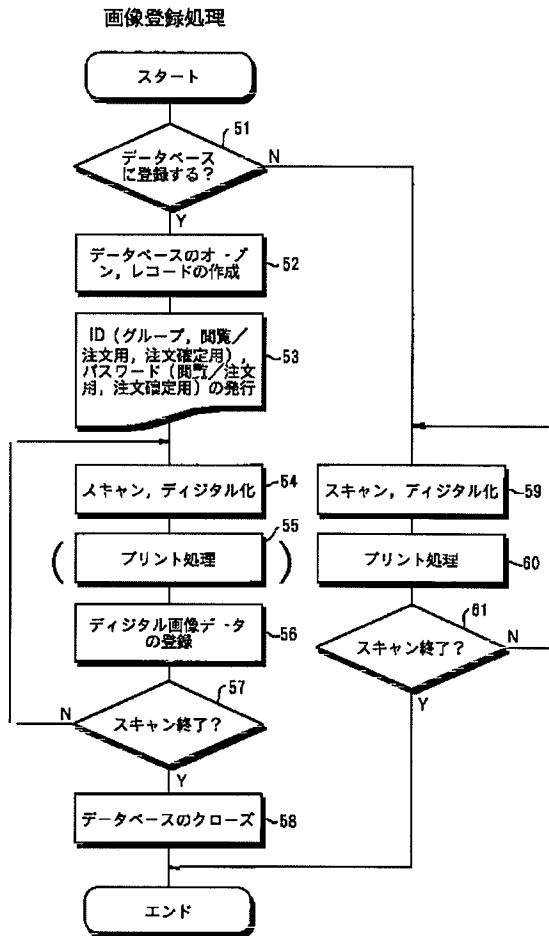 画像登録処理
スタート
51
データベース
に登録する?
N
Y
データベースのオープ
ン,レコードの作成
52
ID(グループ,閲覧/
注文用,注文確定用),
パスワード(閲覧/注文
用,注文確定用)の発行
53
スキャン,ディジタル化
54
55
(プリント処理)
ディジタル画像データ
の登録
56
57
スキャン終了?
N
Y
データベースのクローズ
58
スキャン,ディジタル化
59
プリント処理
60
61
スキャン終了?
N
Y
エンド